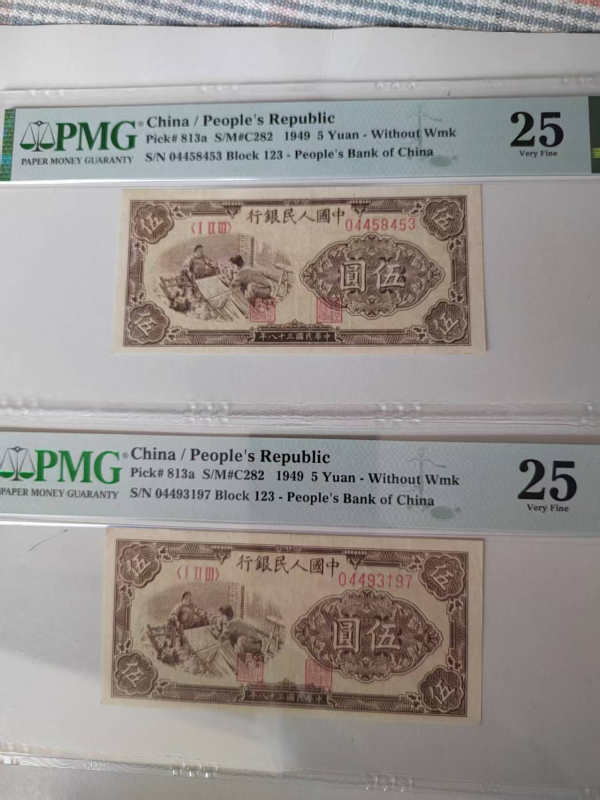 PMG®
PAPER MONEY GUARANTY
China / People's Republic
Pick# 813a S/M#C282 1949 5 Yuan - Without Wmk
S/N 04458453 Block 123 - People's Bank of China
25
Very Fine
行銀民人國中
〈I II III〉
04458453
圓伍
伍
伍
伍
伍
年八十三國民華中
PMG®
PAPER MONEY GUARANTY
China / People's Republic
Pick# 813a S/M#C282 1949 5 Yuan - Without Wmk
S/N 04493197 Block 123 - People's Bank of China
25
Very Fine
行銀民人國中
〈I II III〉
04493197
圓伍
伍
伍
伍
伍
年八十三國民華中